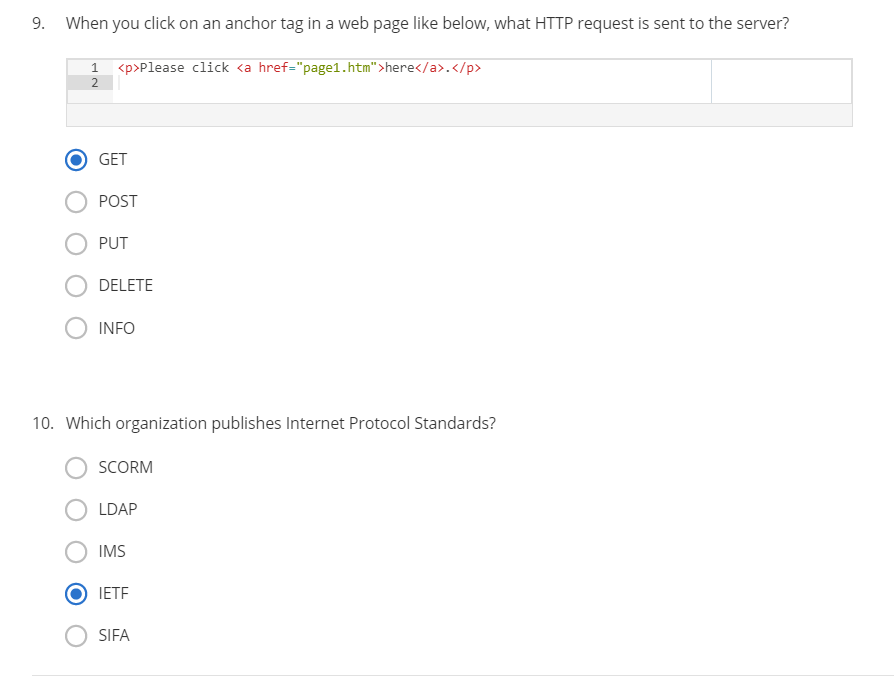 9. When you click on an anchor tag in a web page like below, what HTTP request is sent to the server?
1 <p>Please click <a href="page1.htm">here</a>.</p>
2
GET
POST
PUT
DELETE
INFO
10. Which organization publishes Internet Protocol Standards?
SCORM
LDAP
IMS
IETF
SIFA